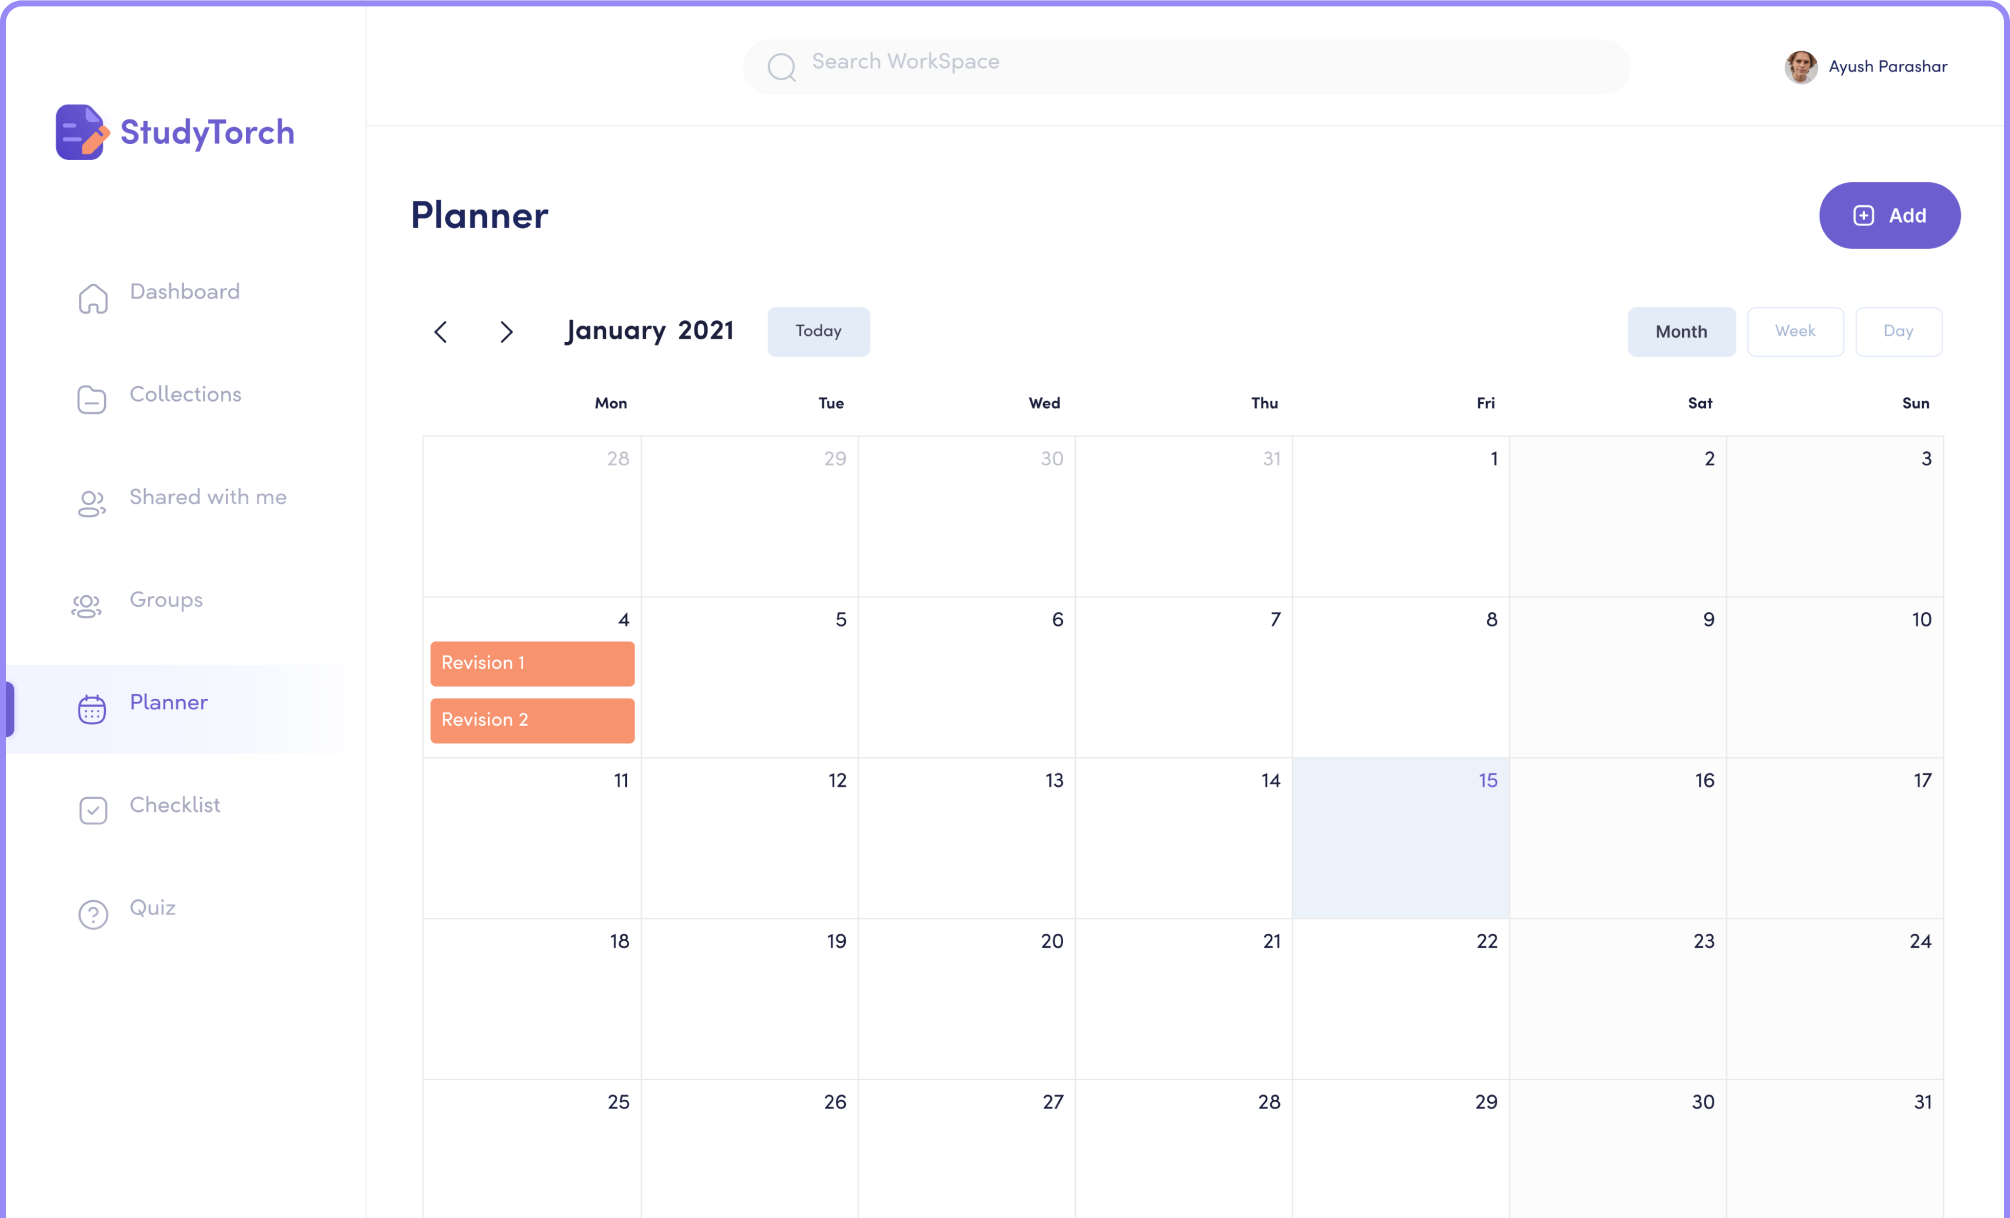 Search WorkSpace
Ayush Parashar
StudyTorch
Planner
Add
Dashboard
Collections
Shared with me
Groups
Planner
Checklist
Quiz
January 2021
Today
Month
Week
Day
Mon Tue Wed Thu Fri Sat Sun
28 29 30 31 1 2 3
4 5 6 7 8 9 10
Revision 1
Revision 2
11 12 13 14 15 16 17
18 19 20 21 22 23 24
25 26 27 28 29 30 31